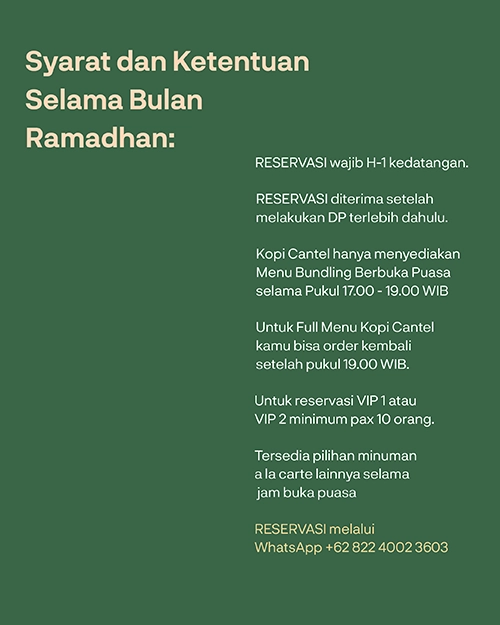 Syarat dan Ketentuan
Selama Bulan
Ramadhan:
RESERVASI wajib H-1 kedatangan.
RESERVASI diterima setelah
melakukan DP terlebih dahulu.
Kopi Cantel hanya menyediakan
Menu Bundling Berbuka Puasa
selama Pukul 17.00 - 19.00 WIB
Untuk Full Menu Kopi Cantel
kamu bisa order kembali
setelah pukul 19.00 WIB.
Untuk reservasi VIP 1 atau
VIP 2 minimum pax 10 orang.
Tersedia pilihan minuman
a la carte lainnya selama
jam buka puasa
RESERVASI melalui
WhatsApp +62 822 4002 3603